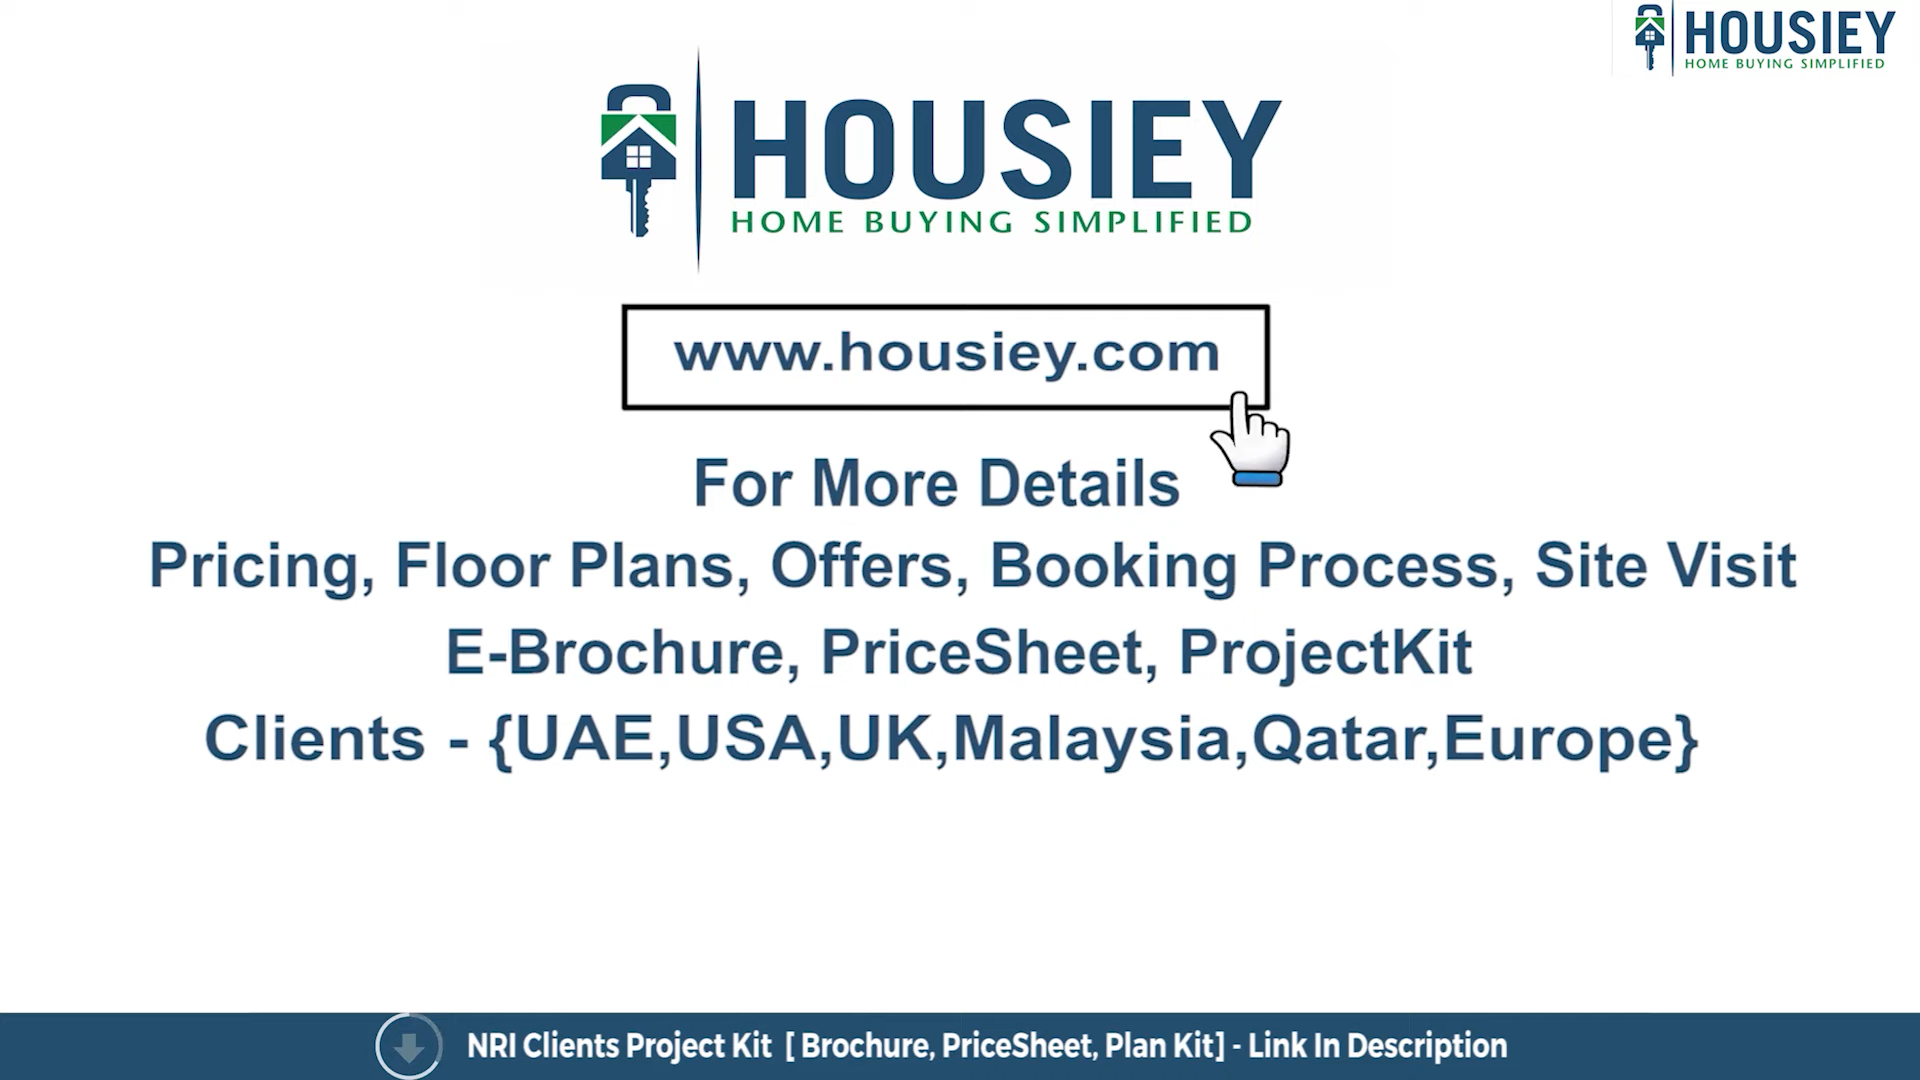 HOUSIEY
HOME BUYING SIMPLIFIED
HOUSIEY
HOME BUYING SIMPLIFIED
www.housiey.com
For More Details
Pricing, Floor Plans, Offers, Booking Process, Site Visit
E-Brochure, PriceSheet, ProjectKit
Clients - {UAE,USA,UK,Malaysia,Qatar,Europe}
NRI Clients Project Kit [ Brochure, PriceSheet, Plan Kit] - Link In Description